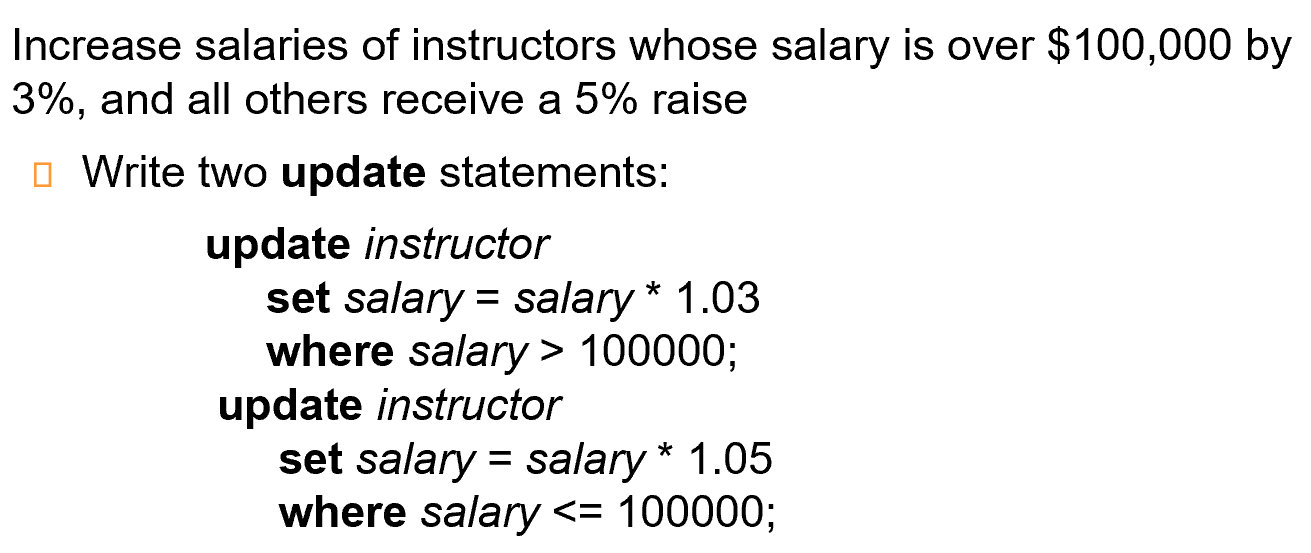 Increase salaries of instructors whose salary is over $100,000 by
3%, and all others receive a 5% raise
Write two update statements:
update instructor
set salary = salary * 1.03
where salary > 100000;
update instructor
set salary = salary * 1.05
where salary <= 100000;